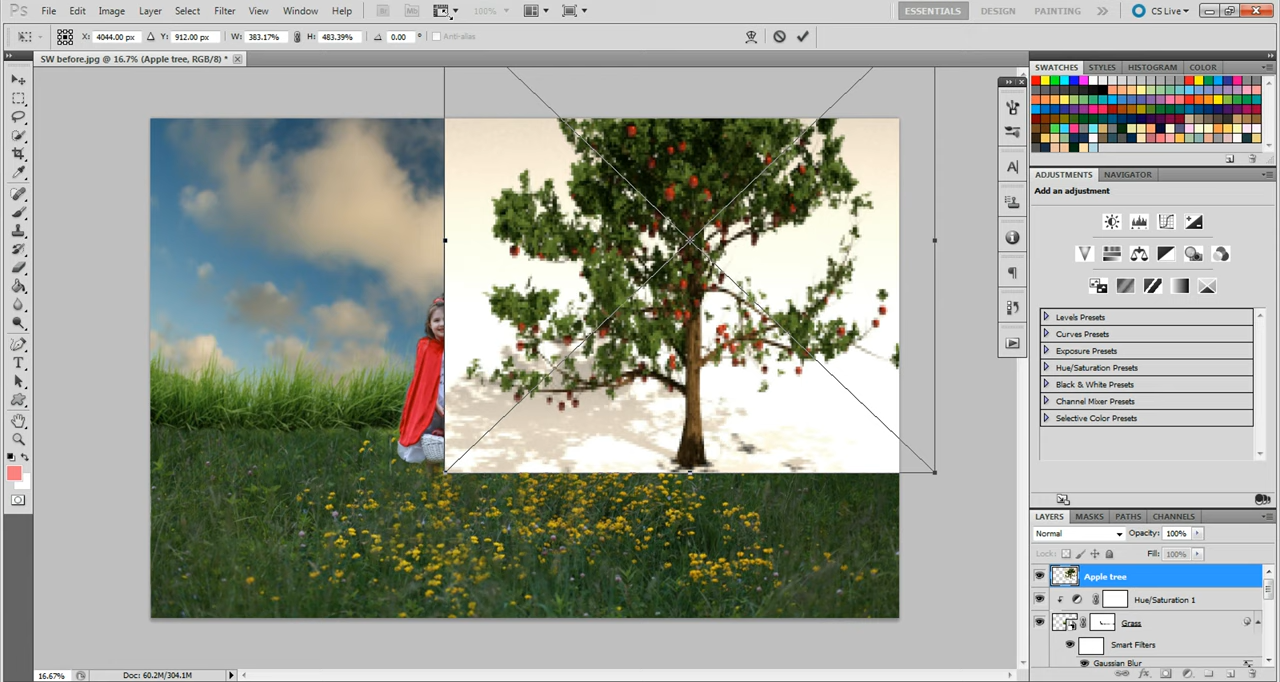 Ps File Edit Image Layer Select Filter View Window Help Br Mb 100% ESSENTIALS DESIGN PAINTING CS Live
X: 4044.00 px Y: 912.00 px W: 383.17% H: 483.39% 0.00 ° Anti-alias
SW before.jpg @ 16.7% (Apple tree, RGB/8) *
SWATCHES STYLES HISTOGRAM COLOR
ADJUSTMENTS NAVIGATOR
Add an adjustment
Levels Presets
Curves Presets
Exposure Presets
Hue/Saturation Presets
Black & White Presets
Channel Mixer Presets
Selective Color Presets
LAYERS MASKS PATHS CHANNELS
Normal Opacity: 100%
Lock: Fill: 100%
Apple tree
Hue/Saturation 1
Grass
Smart Filters
Gaussian Blur
16.67% Doc: 60.2M/304.1M